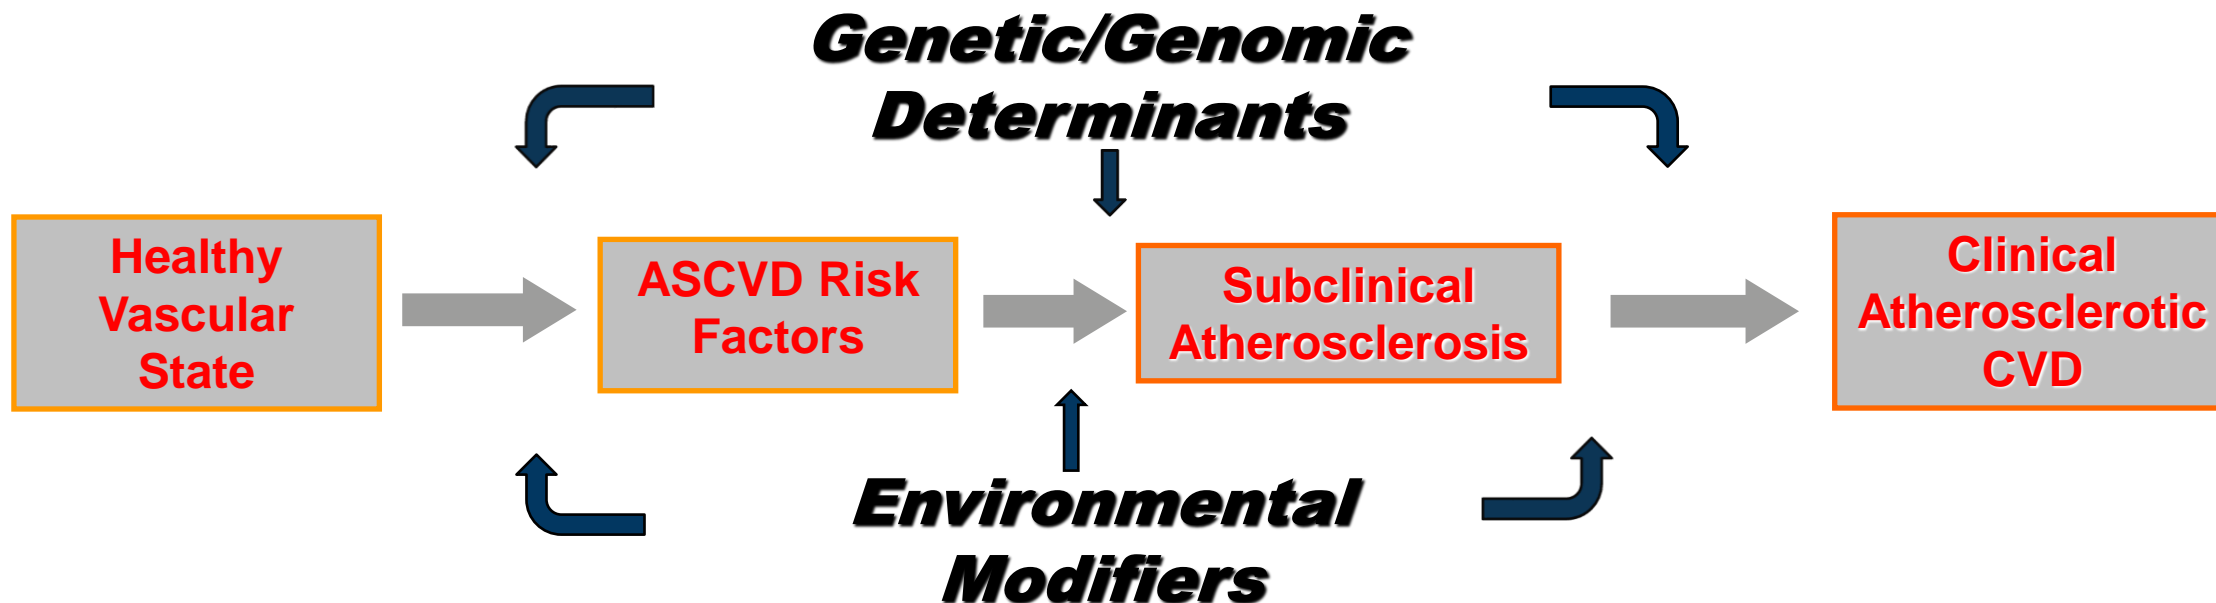 Genetic/Genomic
Determinants
Healthy
Vascular
State
ASCVD Risk
Factors
Subclinical
Atherosclerosis
Clinical
Atherosclerotic
CVD
Environmental
Modifiers